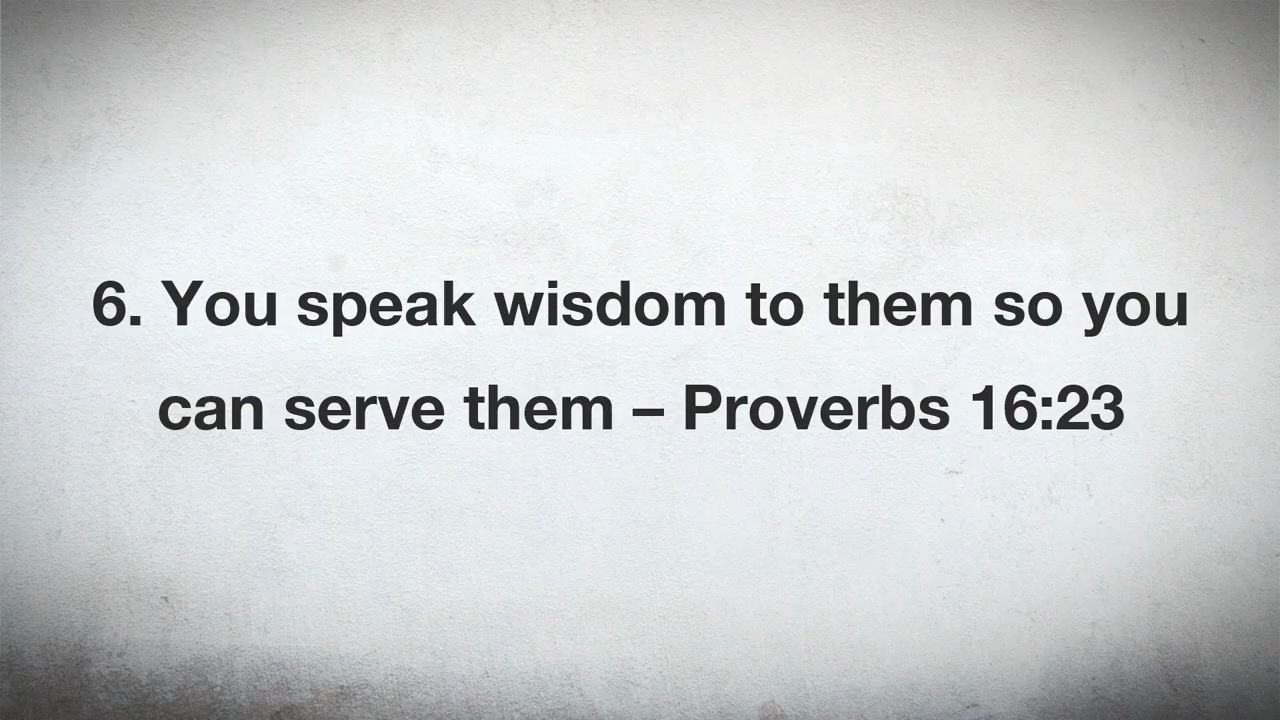 6. You speak wisdom to them so you
can serve them – Proverbs 16:23